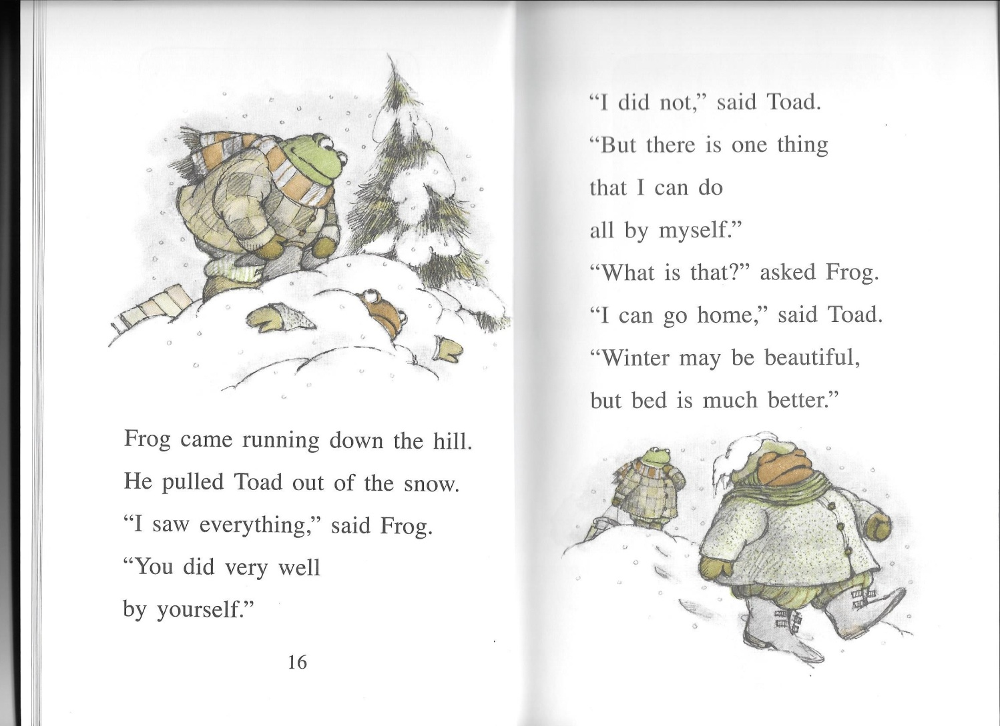 Frog came running down the hill.
He pulled Toad out of the snow.
“I saw everything,” said Frog.
“You did very well
by yourself.”
16
“I did not,” said Toad.
“But there is one thing
that I can do
all by myself.”
“What is that?” asked Frog.
“I can go home,” said Toad.
“Winter may be beautiful,
but bed is much better.”